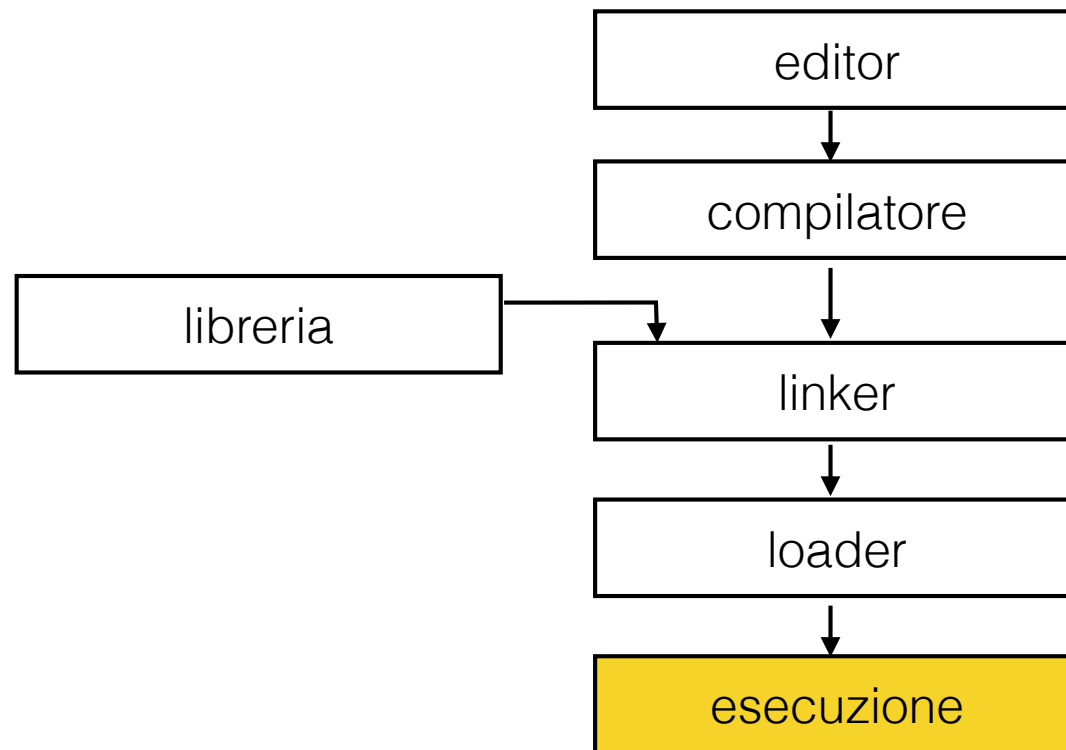 editor
compilatore
libreria
linker
loader
esecuzione